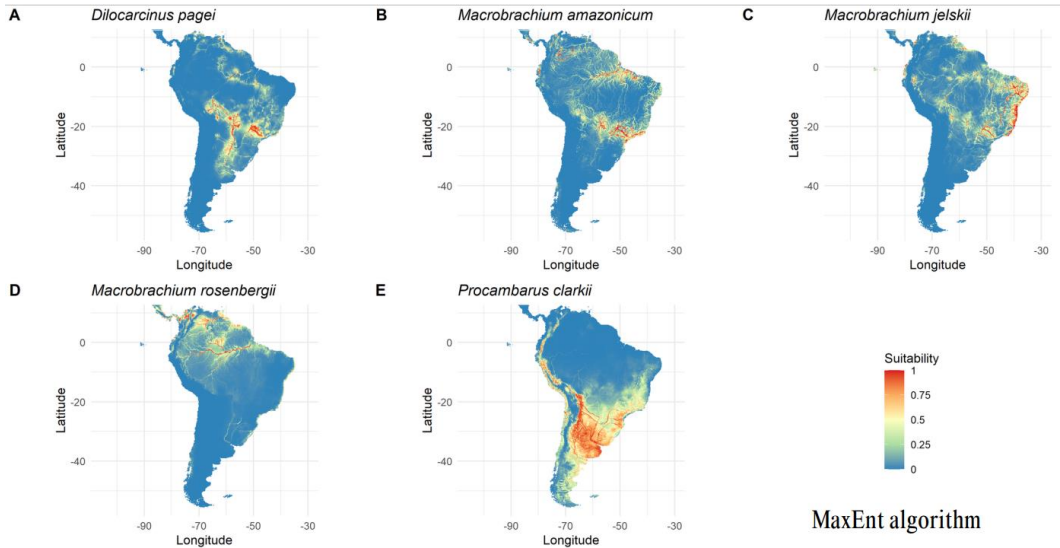 A Dilocarcinus pagei
B Macrobrachium amazonicum
C Macrobrachium jelskii
0
-20
-40
Latitude
-90 -70 -50 -30
Longitude
0
-20
-40
Latitude
-90 -70 -50 -30
Longitude
0
-20
-40
Latitude
-90 -70 -50 -30
Longitude
D Macrobrachium rosenbergii
E Procambarus clarkii
0
-20
-40
Latitude
-90 -70 -50 -30
Longitude
0
-20
-40
Latitude
-90 -70 -50 -30
Longitude
Suitability
1
0.75
0.5
0.25
0
MaxEnt algorithm